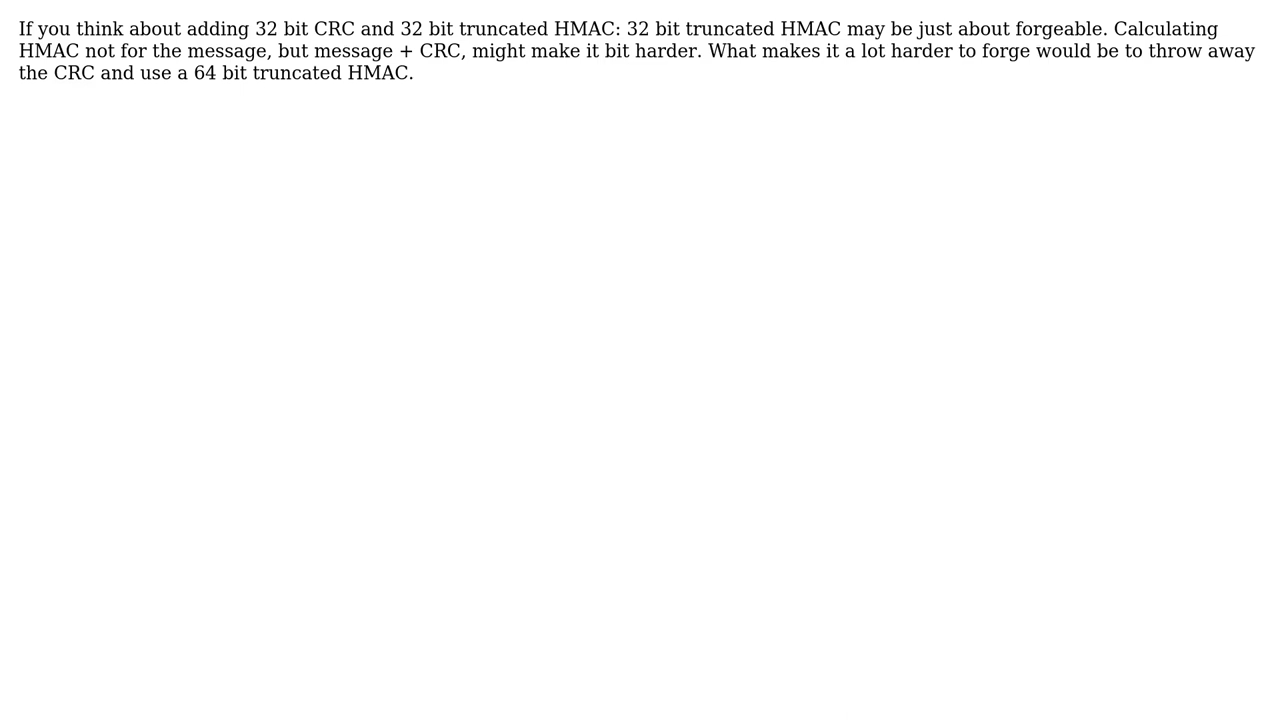 If you think about adding 32 bit CRC and 32 bit truncated HMAC: 32 bit truncated HMAC may be just about forgeable. Calculating
HMAC not for the message, but message + CRC, might make it bit harder. What makes it a lot harder to forge would be to throw away
the CRC and use a 64 bit truncated HMAC.